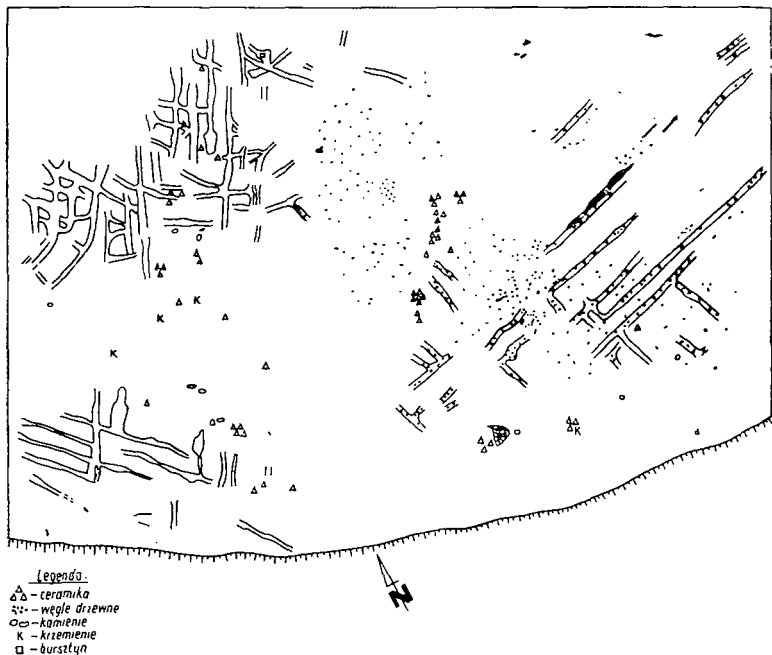 K
K
K
K
N
Legenda.
- ceramika
- węgle drzewne
- kamienie
K - krzemienie
- bursztyn